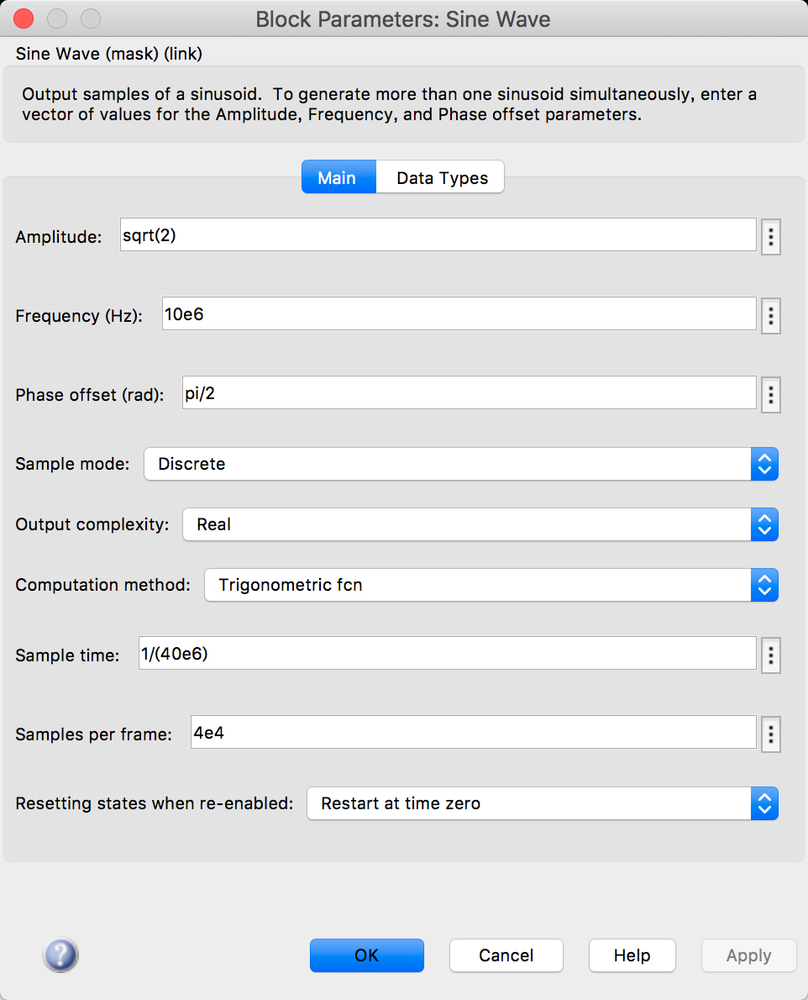 Block Parameters: Sine Wave
Sine Wave (mask) (link)
Output samples of a sinusoid.  To generate more than one sinusoid simultaneously, enter a
vector of values for the Amplitude, Frequency, and Phase offset parameters.
Main Data Types
Amplitude: sqrt(2)
Frequency (Hz): 10e6
Phase offset (rad): pi/2
Sample mode: Discrete
Output complexity: Real
Computation method: Trigonometric fcn
Sample time: 1/(40e6)
Samples per frame: 4e4
Resetting states when re-enabled: Restart at time zero
? OK Cancel Help Apply